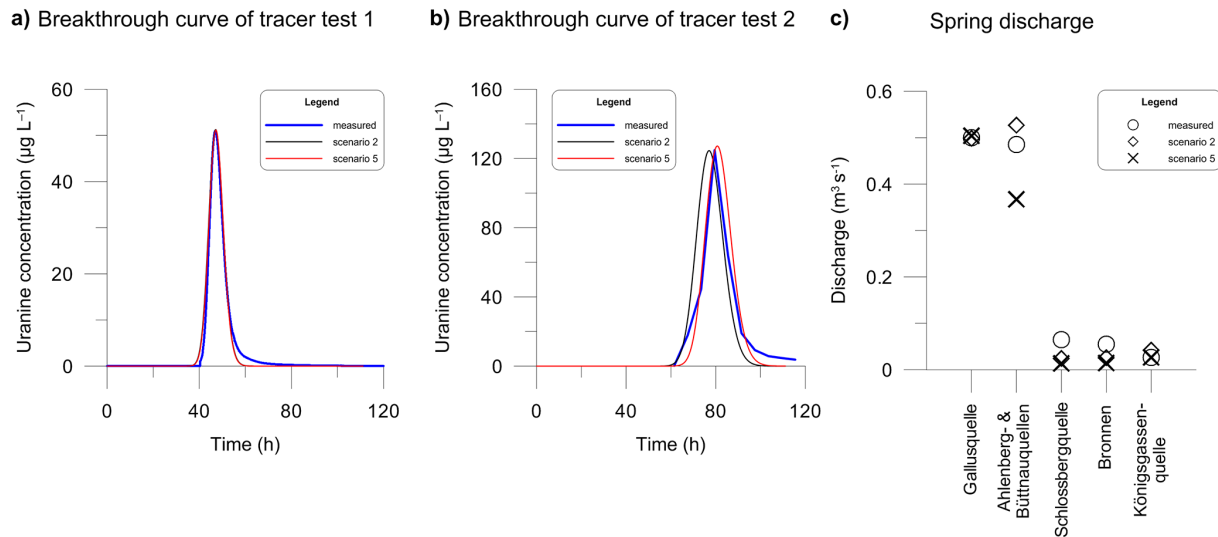 a) Breakthrough curve of tracer test 1
Uranine concentration (µg L⁻¹)
60
40
20
0
Legend
measured
scenario 2
scenario 5
0
40
80
120
Time (h)
b) Breakthrough curve of tracer test 2
Uranine concentration (µg L⁻¹)
160
120
80
40
0
Legend
measured
scenario 2
scenario 5
0
40
80
120
Time (h)
c) Spring discharge
Discharge (m³ s⁻¹)
0.6
0.4
0.2
0
Legend
measured
scenario 2
scenario 5
Gallusquelle
Ahlenberg- &
Büttnauquellen
Schlossbergquelle
Bronnen
Königsgassen-
quelle